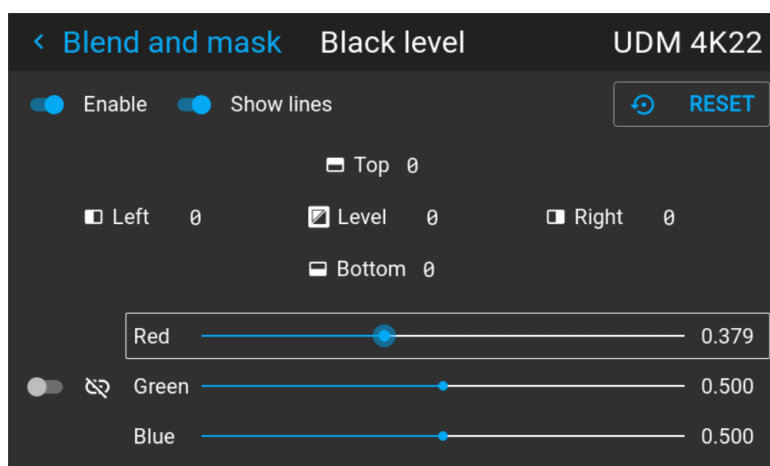 Blend and mask Black level UDM 4K22
Enable Show lines RESET
Top 0
Left 0 Level 0 Right 0
Bottom 0
Red 0.379
Green 0.500
Blue 0.500